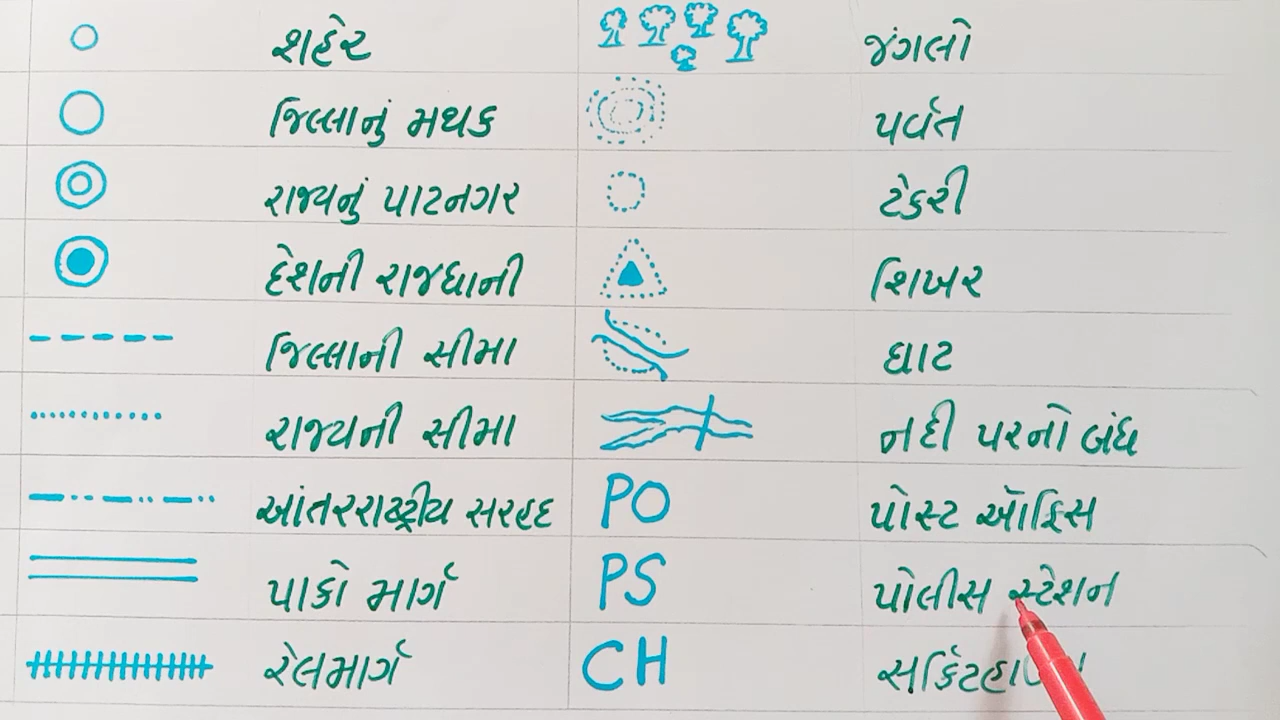 શહેર
જંગલો
જિલ્લાનું મથક
પર્વત
રાજ્યનું પાટનગર
ટેકરી
દેશની રાજધાની
શિખર
જિલ્લાની સીમા
ઘાટ
રાજ્યની સીમા
નદી પરનો બંધ
આંતરરાષ્ટ્રીય સરહદ
PO પોસ્ટ ઑફિસ
પાકો માર્ગ
PS પોલીસ સ્ટેશન
રેલમાર્ગ
CH